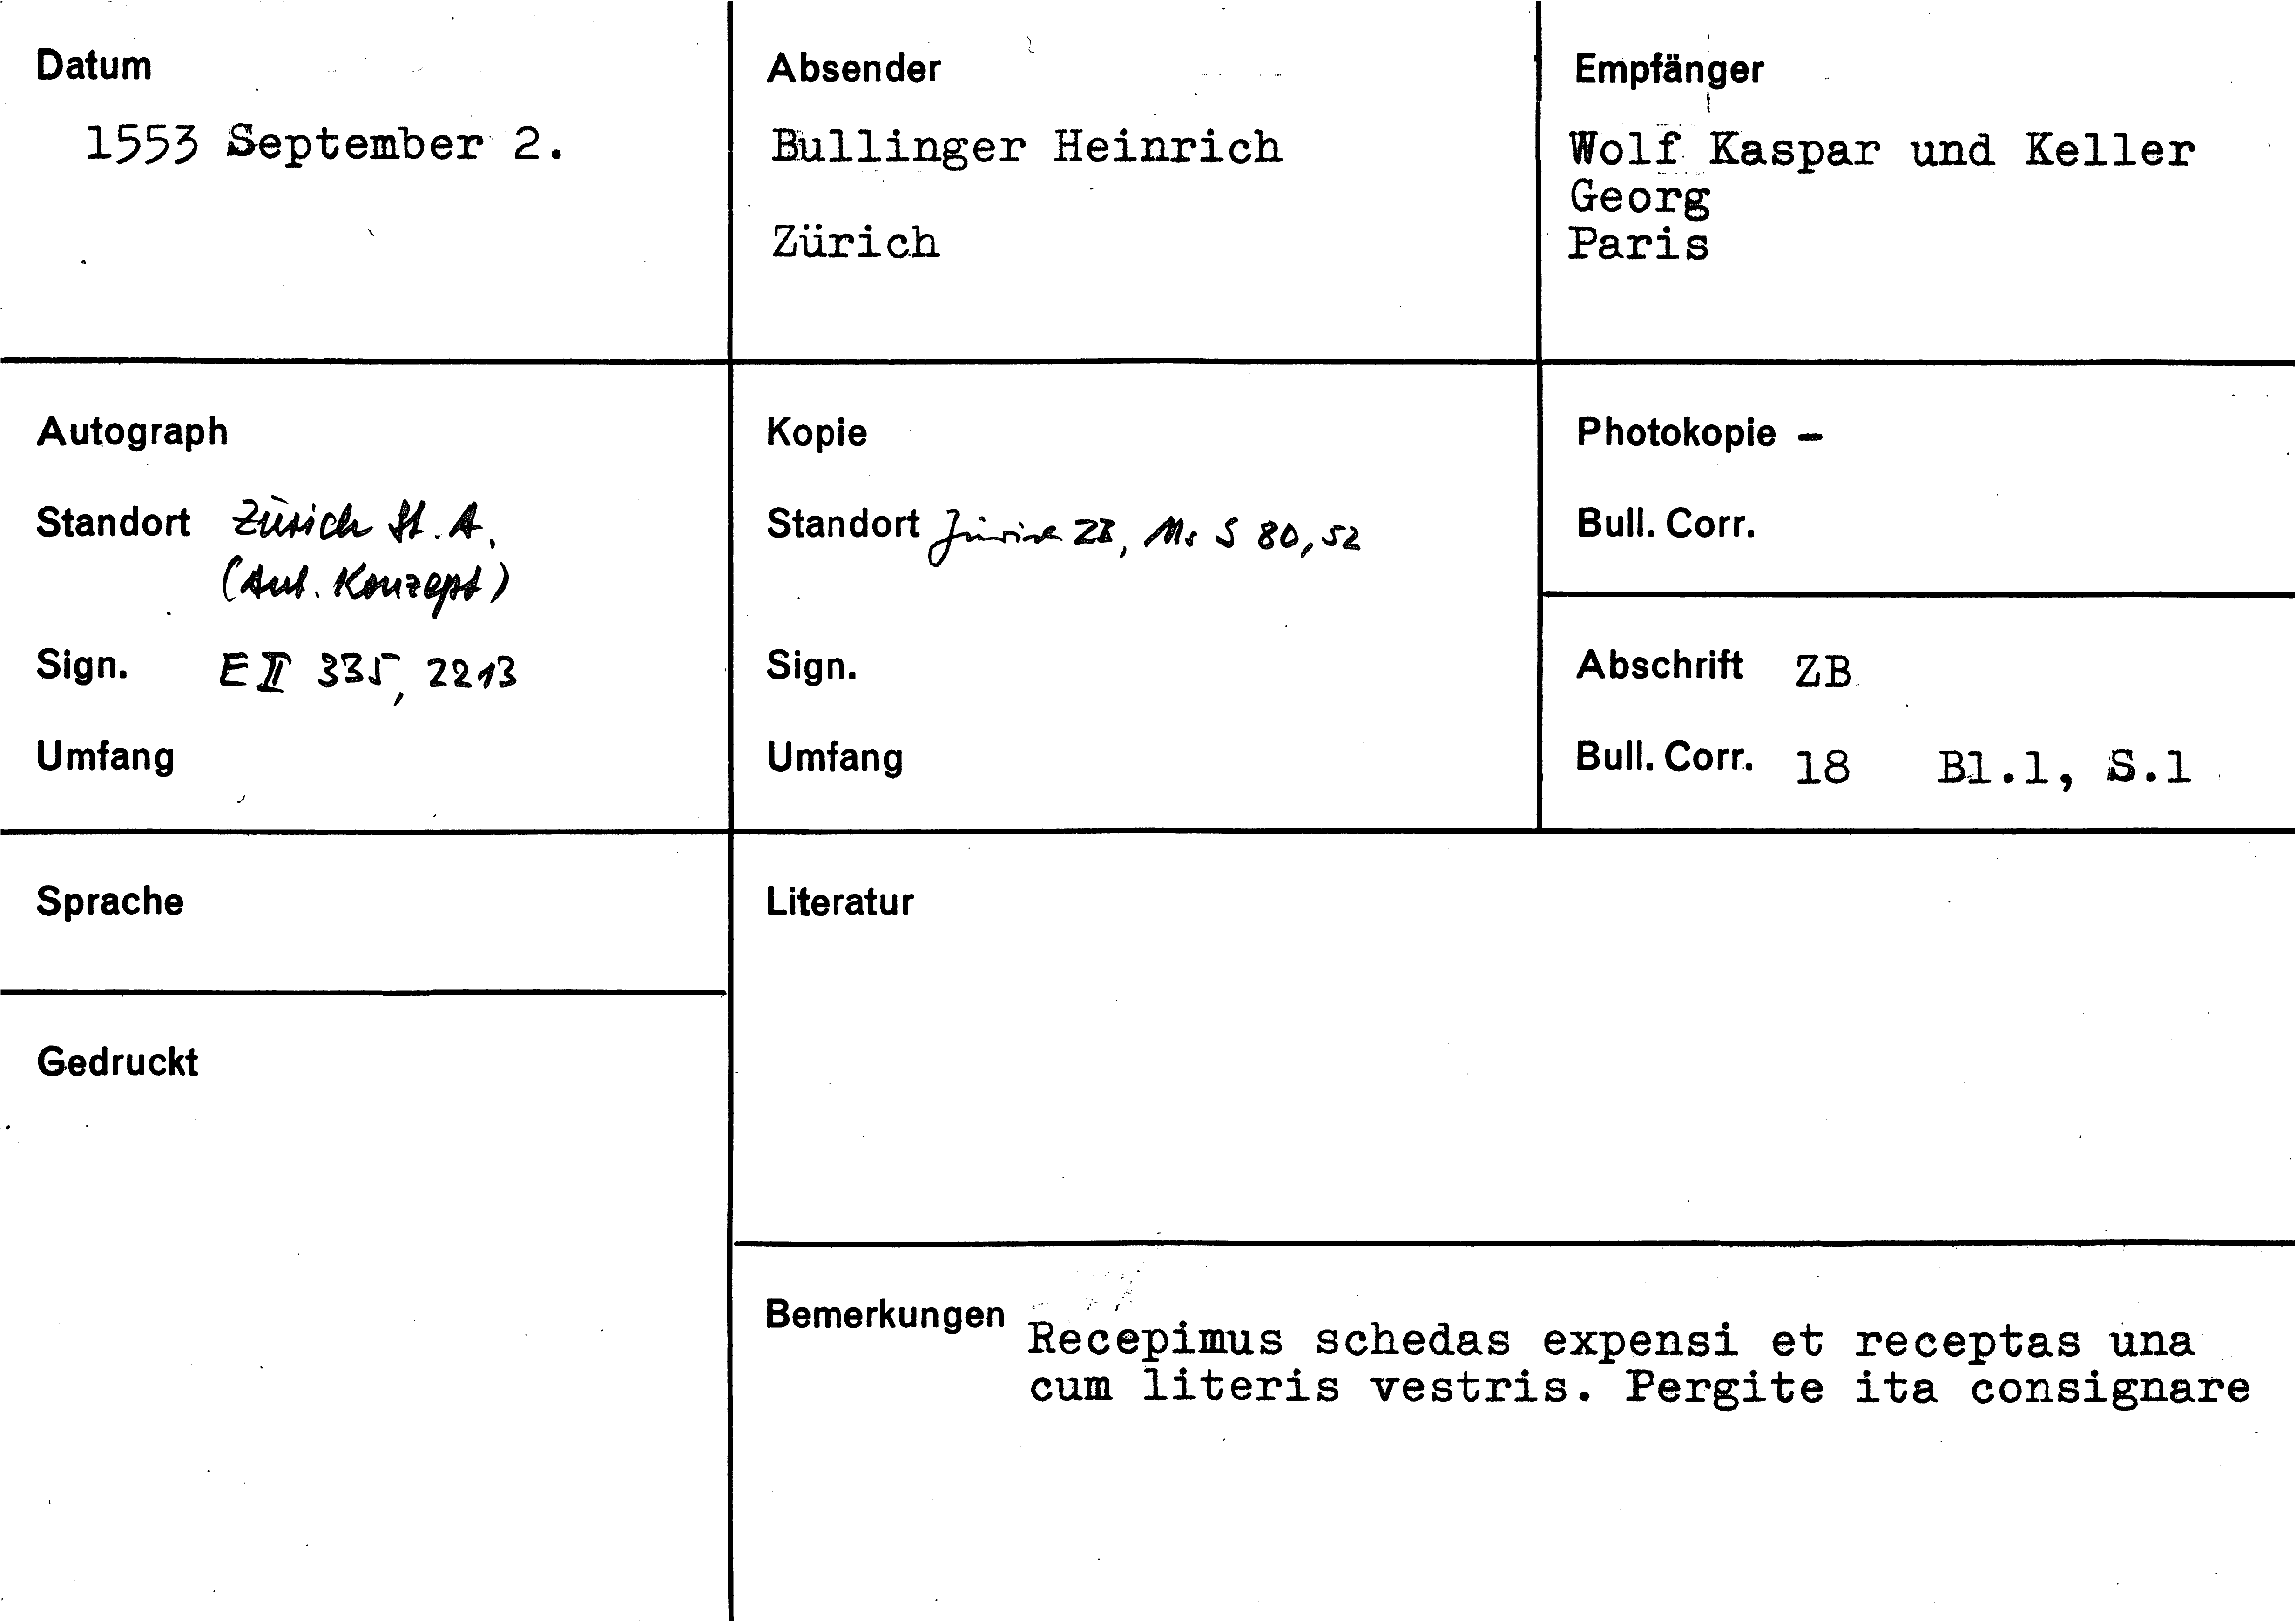 Datum
1553 September 2.
Absender
Bullinger Heinrich
Zürich
Empfänger
Wolf Kaspar und Keller
Georg
Paris
Autograph
Standort Zürich St. A.
(Aut. Konzept)
Sign. E II 335, 2213
Umfang
Kopie
Standort Zürich ZB, Ms S 80, 52
Sign.
Umfang
Photokopie –
Bull. Corr.
Abschrift ZB
Bull. Corr. 18 Bl.1, S.1
Sprache
Gedruckt
Literatur
Bemerkungen
Recepimus schedas expensi et receptas una
cum literis vestris. Pergite ita consignare